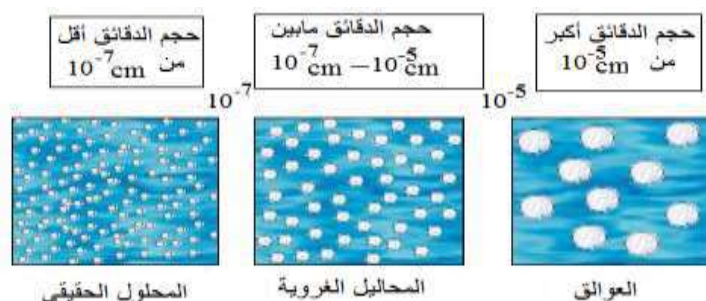 حجم الدقائق أكبر
من 10⁻⁵cm
حجم الدقائق مابين
10⁻⁷cm – 10⁻⁵cm
حجم الدقائق أقل
من 10⁻⁷cm
10⁻⁵
10⁻⁷
العوالق
المحاليل الغروية
المحلول الحقيقي